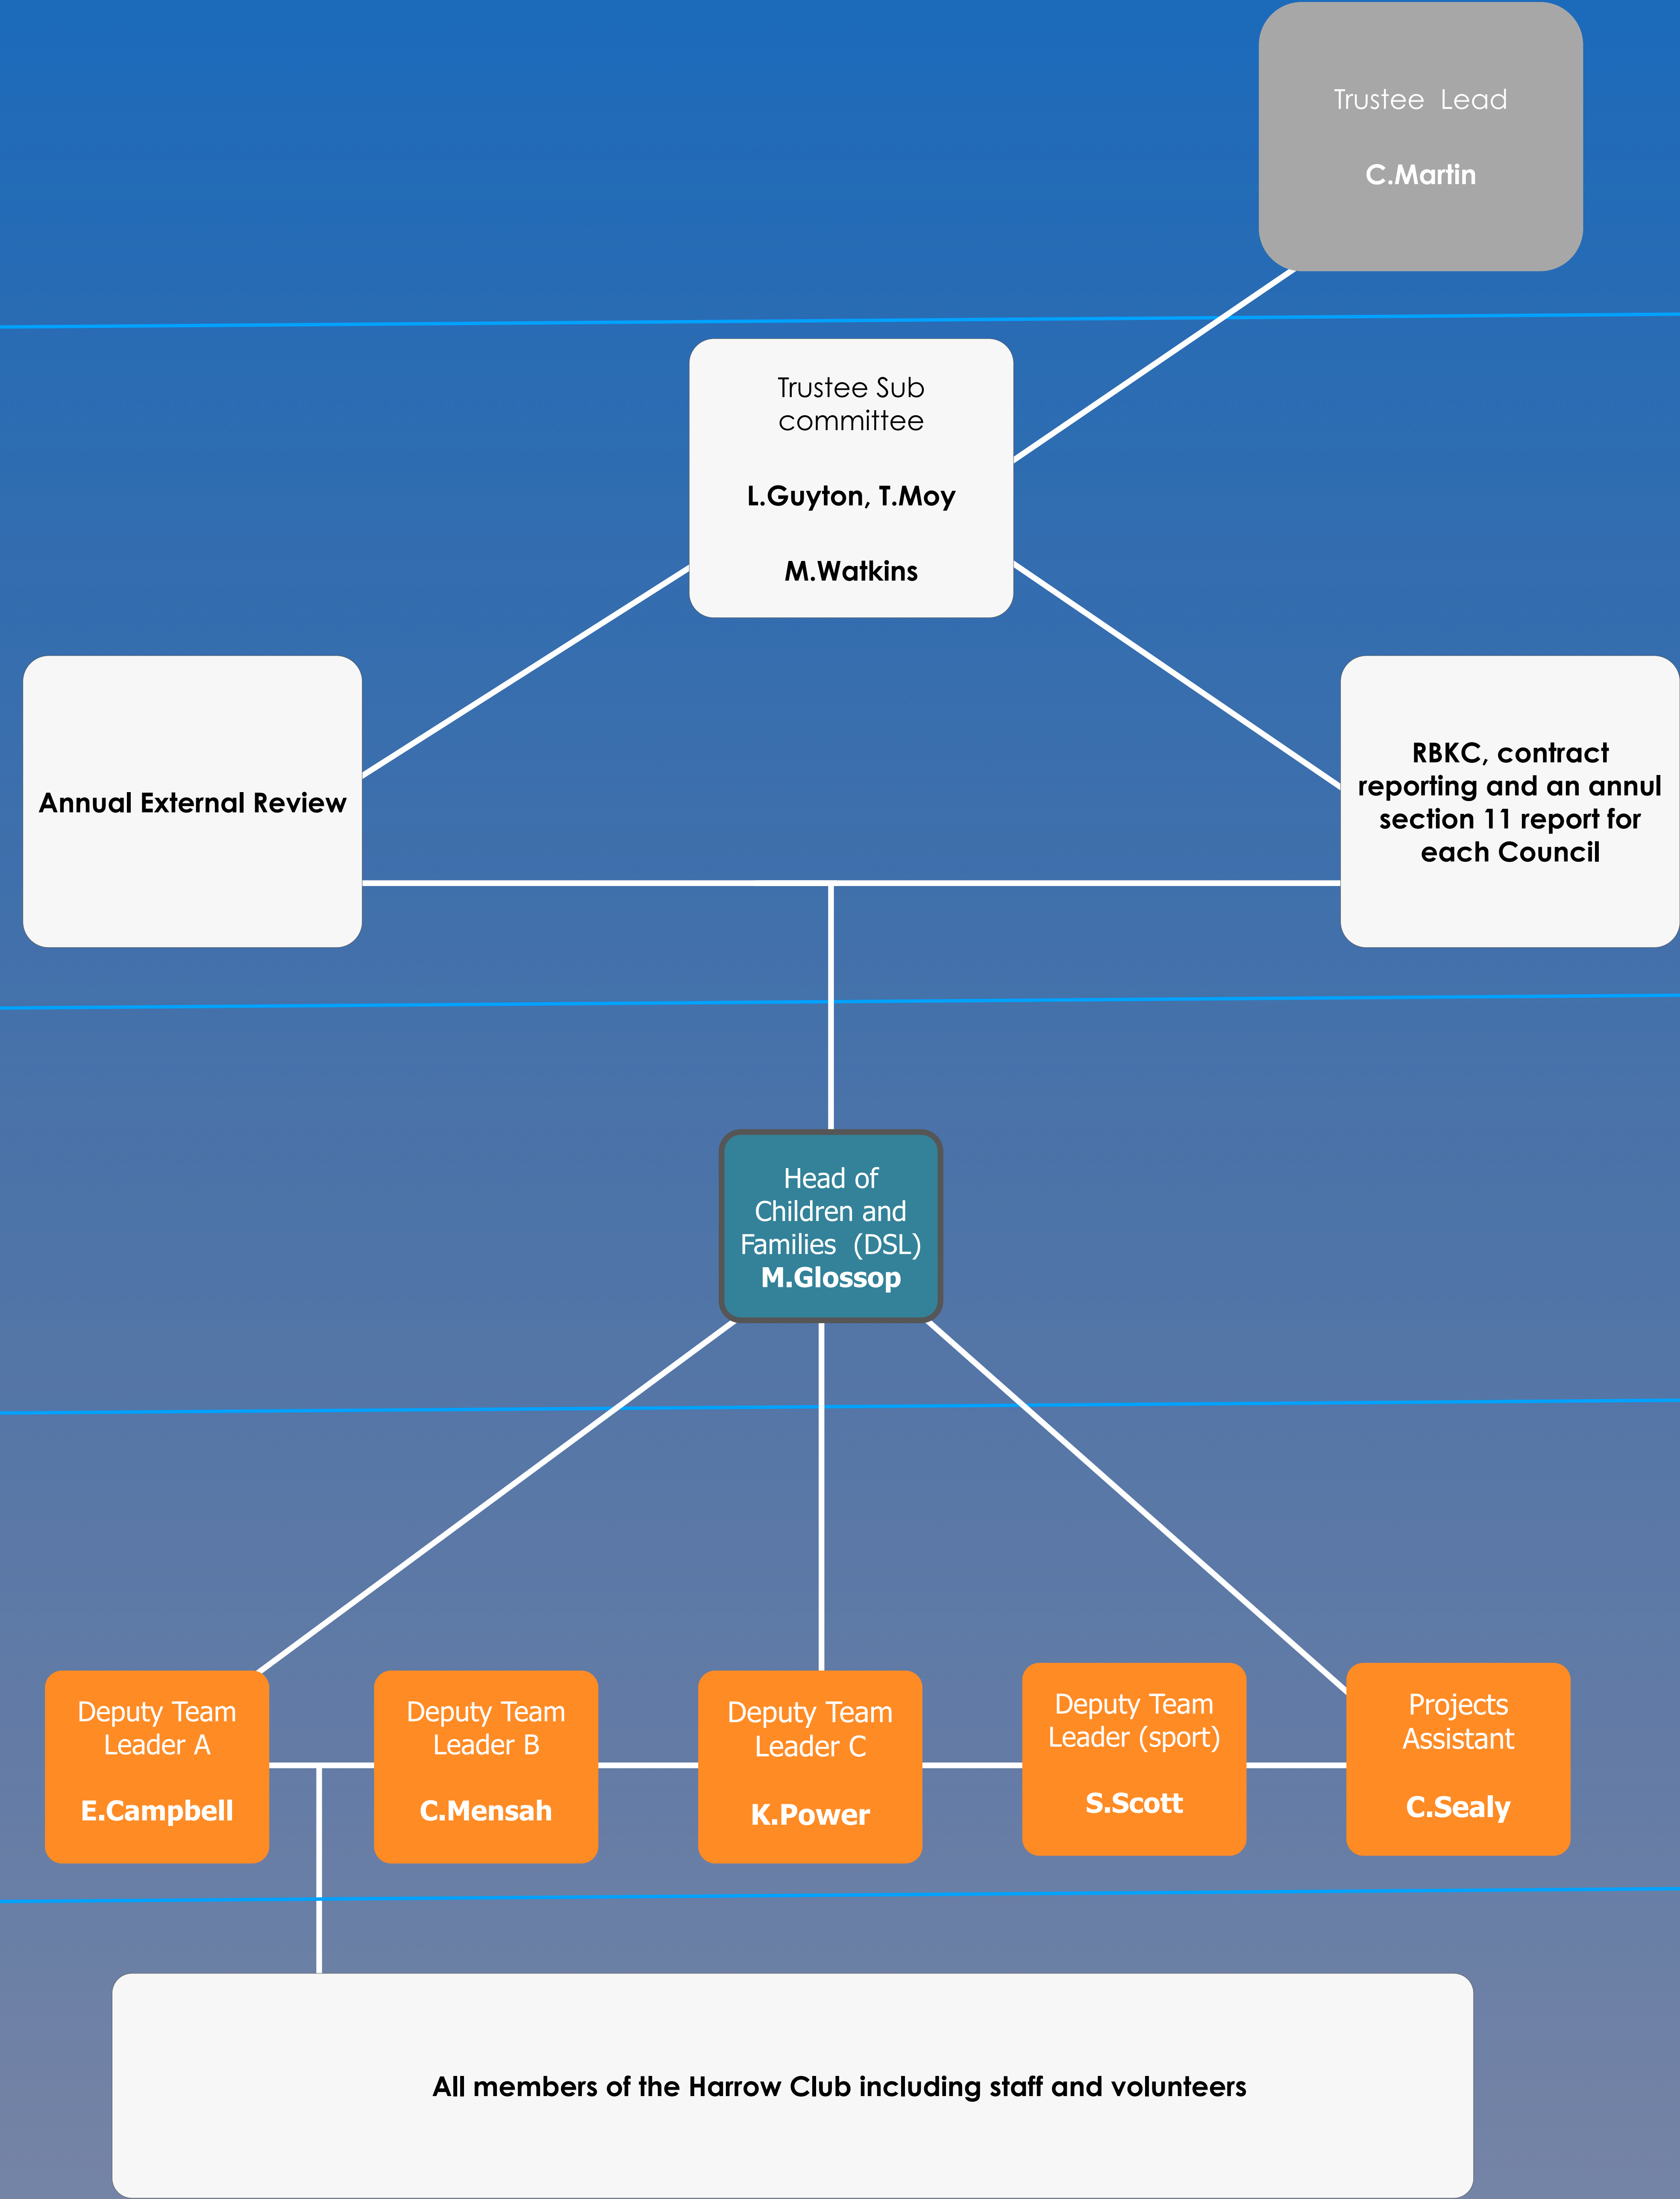 Trustee Lead
C.Martin
Trustee Sub
committee
L.Guyton, T.Moy
M.Watkins
Annual External Review
RBKC, contract
reporting and an annul
section 11 report for
each Council
Head of
Children and
Families (DSL)
M.Glossop
Deputy Team
Leader A
E.Campbell
Deputy Team
Leader B
C.Mensah
Deputy Team
Leader C
K.Power
Deputy Team
Leader (sport)
S.Scott
Projects
Assistant
C.Sealy
All members of the Harrow Club including staff and volunteers